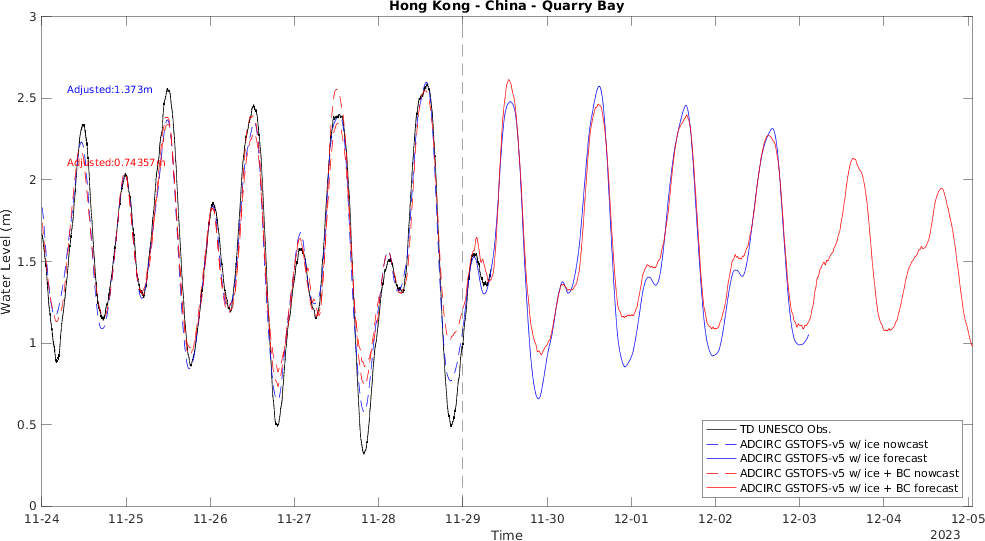 Hong Kong - China - Quarry Bay
3
2.5
2
1.5
1
0.5
0
Water Level (m)
Adjusted:1.373m
Adjusted:0.74357m
TD UNESCO Obs.
ADCIRC GSTOFS-v5 w/ ice nowcast
ADCIRC GSTOFS-v5 w/ ice forecast
ADCIRC GSTOFS-v5 w/ ice + BC nowcast
ADCIRC GSTOFS-v5 w/ ice + BC forecast
11-24 11-25 11-26 11-27 11-28 11-29 11-30 12-01 12-02 12-03 12-04 12-05
Time
2023